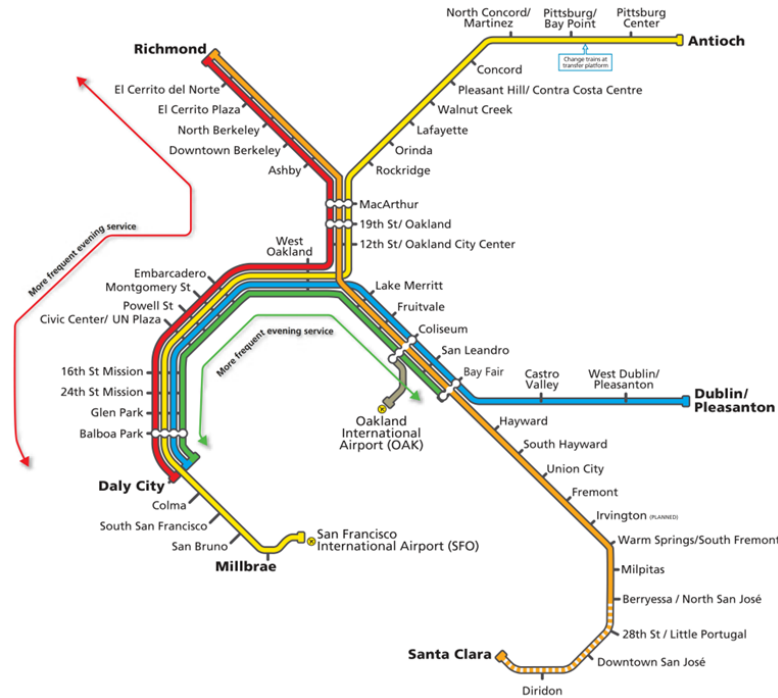 North Concord/
Martinez
Pittsburg/
Bay Point
Pittsburg
Center
Richmond
Antioch
Change trains at
transfer platform
Concord
El Cerrito del Norte
Pleasant Hill/ Contra Costa Centre
El Cerrito Plaza
Walnut Creek
North Berkeley
Lafayette
Downtown Berkeley
Orinda
Ashby
Rockridge
MacArthur
19th St/ Oakland
More frequent evening service
West
Oakland
12th St/ Oakland City Center
Embarcadero
Montgomery St
Lake Merritt
Powell St
Fruitvale
Civic Center/ UN Plaza
Coliseum
More frequent evening service
San Leandro
16th St Mission
Bay Fair
Castro
Valley
West Dublin/
Pleasanton
24th St Mission
Dublin/
Pleasanton
Glen Park
Oakland
International
Airport (OAK)
Hayward
Balboa Park
South Hayward
Union City
Daly City
Fremont
Colma
Irvington (PLANNED)
South San Francisco
San Francisco
International Airport (SFO)
Warm Springs/South Fremont
San Bruno
Millbrae
Milpitas
Berryessa / North San José
28th St / Little Portugal
Santa Clara
Downtown San José
Diridon